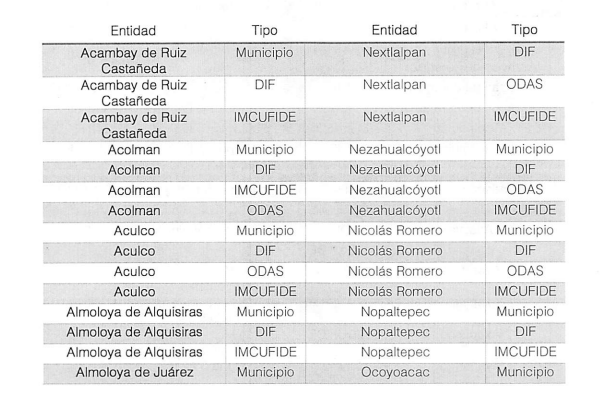 Entidad Tipo Entidad Tipo
Acambay de Ruiz Castañeda Municipio Nextlalpan DIF
Acambay de Ruiz Castañeda DIF Nextlalpan ODAS
Acambay de Ruiz Castañeda IMCUFIDE Nextlalpan IMCUFIDE
Acolman Municipio Nezahualcóyotl Municipio
Acolman DIF Nezahualcóyotl DIF
Acolman IMCUFIDE Nezahualcóyotl ODAS
Acolman ODAS Nezahualcóyotl IMCUFIDE
Aculco Municipio Nicolás Romero Municipio
Aculco DIF Nicolás Romero DIF
Aculco ODAS Nicolás Romero ODAS
Aculco IMCUFIDE Nicolás Romero IMCUFIDE
Almoloya de Alquisiras Municipio Nopaltepec Municipio
Almoloya de Alquisiras DIF Nopaltepec DIF
Almoloya de Alquisiras IMCUFIDE Nopaltepec IMCUFIDE
Almoloya de Juárez Municipio Ocoyoacac Municipio